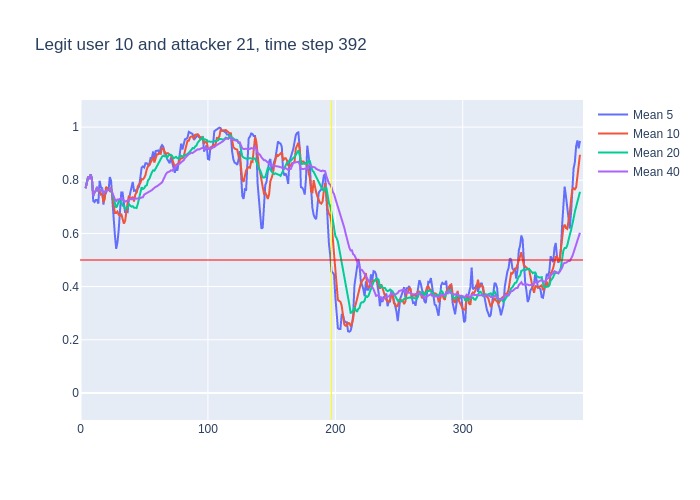 Legit user 10 and attacker 21, time step 392
Mean 5
Mean 10
Mean 20
Mean 40
1
0.8
0.6
0.4
0.2
0
0 100 200 300